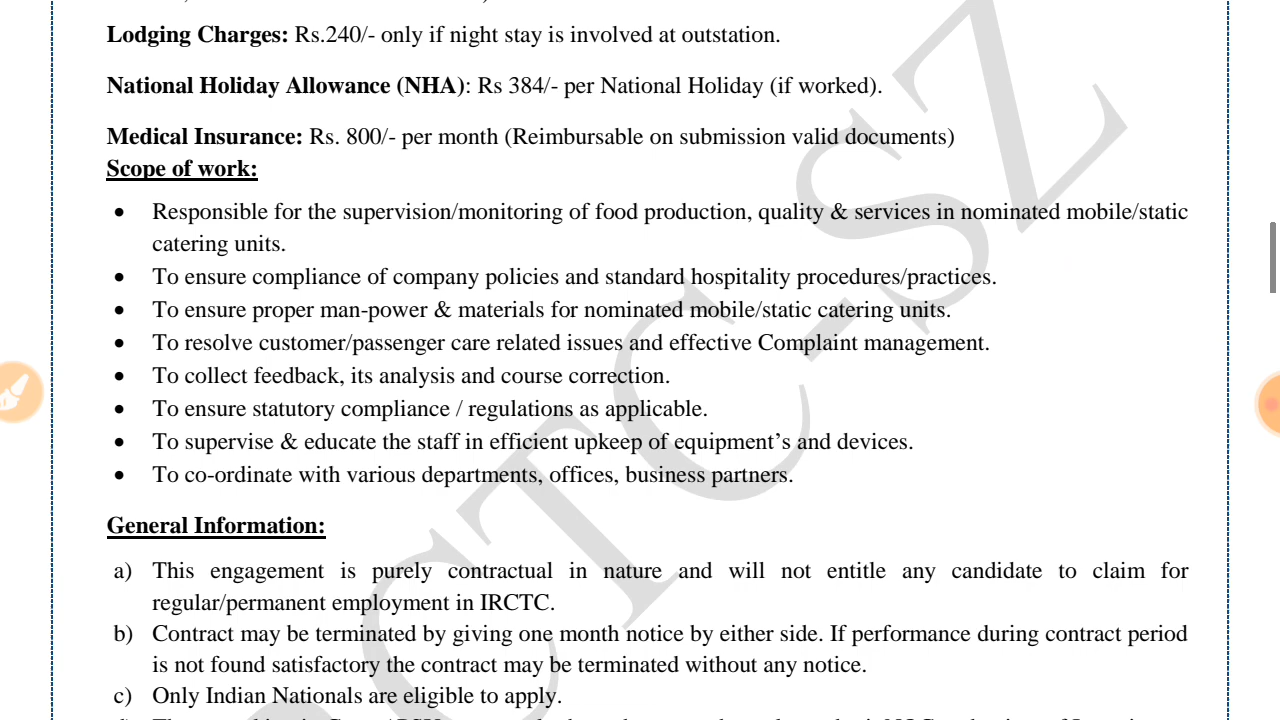 Lodging Charges: Rs.240/- only if night stay is involved at outstation.
National Holiday Allowance (NHA): Rs 384/- per National Holiday (if worked).
Medical Insurance: Rs. 800/- per month (Reimbursable on submission valid documents)
Scope of work:
• Responsible for the supervision/monitoring of food production, quality & services in nominated mobile/static
catering units.
• To ensure compliance of company policies and standard hospitality procedures/practices.
• To ensure proper man-power & materials for nominated mobile/static catering units.
• To resolve customer/passenger care related issues and effective Complaint management.
• To collect feedback, its analysis and course correction.
• To ensure statutory compliance / regulations as applicable.
• To supervise & educate the staff in efficient upkeep of equipment’s and devices.
• To co-ordinate with various departments, offices, business partners.
General Information:
a) This engagement is purely contractual in nature and will not entitle any candidate to claim for
regular/permanent employment in IRCTC.
b) Contract may be terminated by giving one month notice by either side. If performance during contract period
is not found satisfactory the contract may be terminated without any notice.
c) Only Indian Nationals are eligible to apply.
CTC-SZ